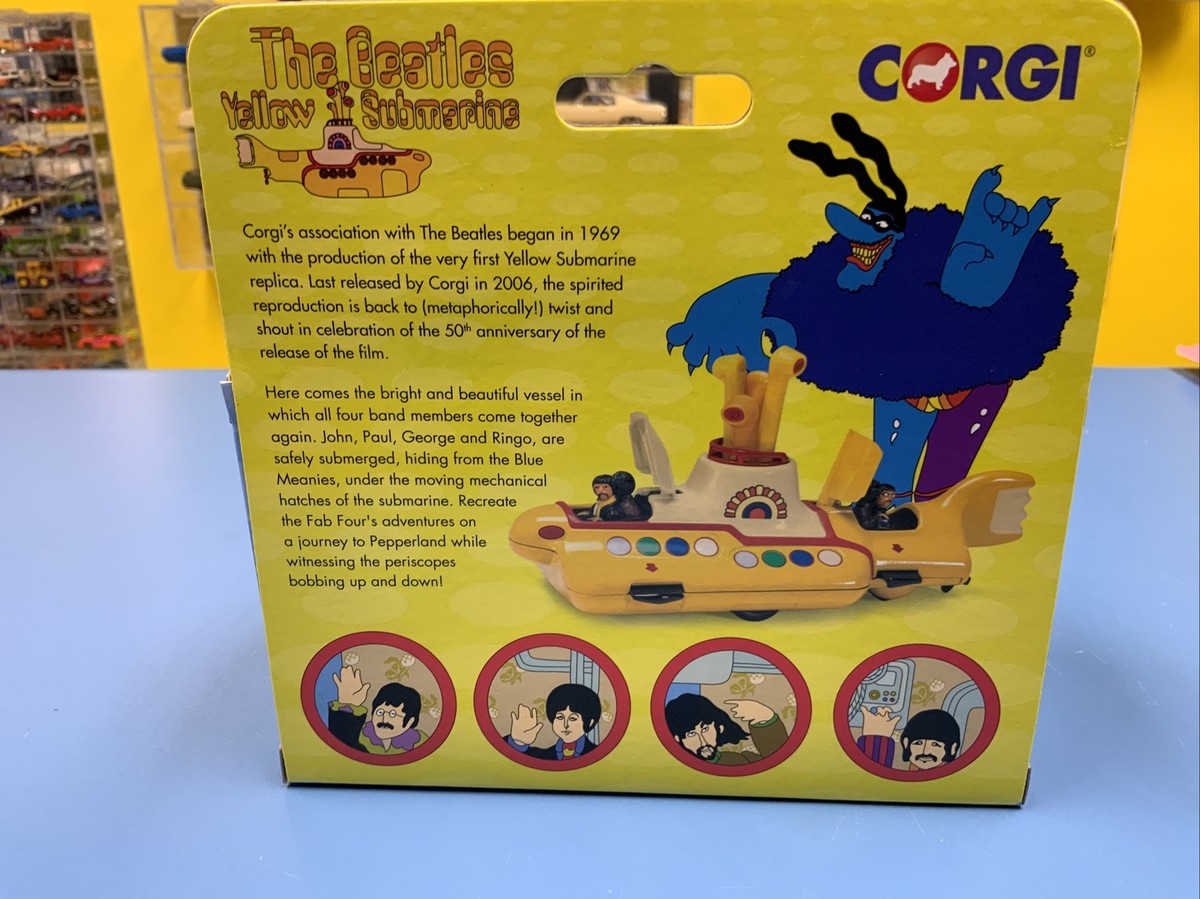 The Beatles
Yellow Submarine
CORGI®
Corgi's association with The Beatles began in 1969
with the production of the very first Yellow Submarine
replica. Last released by Corgi in 2006, the spirited
reproduction is back to (metaphorically!) twist and
shout in celebration of the 50th anniversary of the
release of the film.
Here comes the bright and beautiful vessel in
which all four band members come together
again. John, Paul, George and Ringo, are
safely submerged, hiding from the Blue
Meanies, under the moving mechanical
hatches of the submarine. Recreate
the Fab Four's adventures on
a journey to Pepperland while
witnessing the periscopes
bobbing up and down!